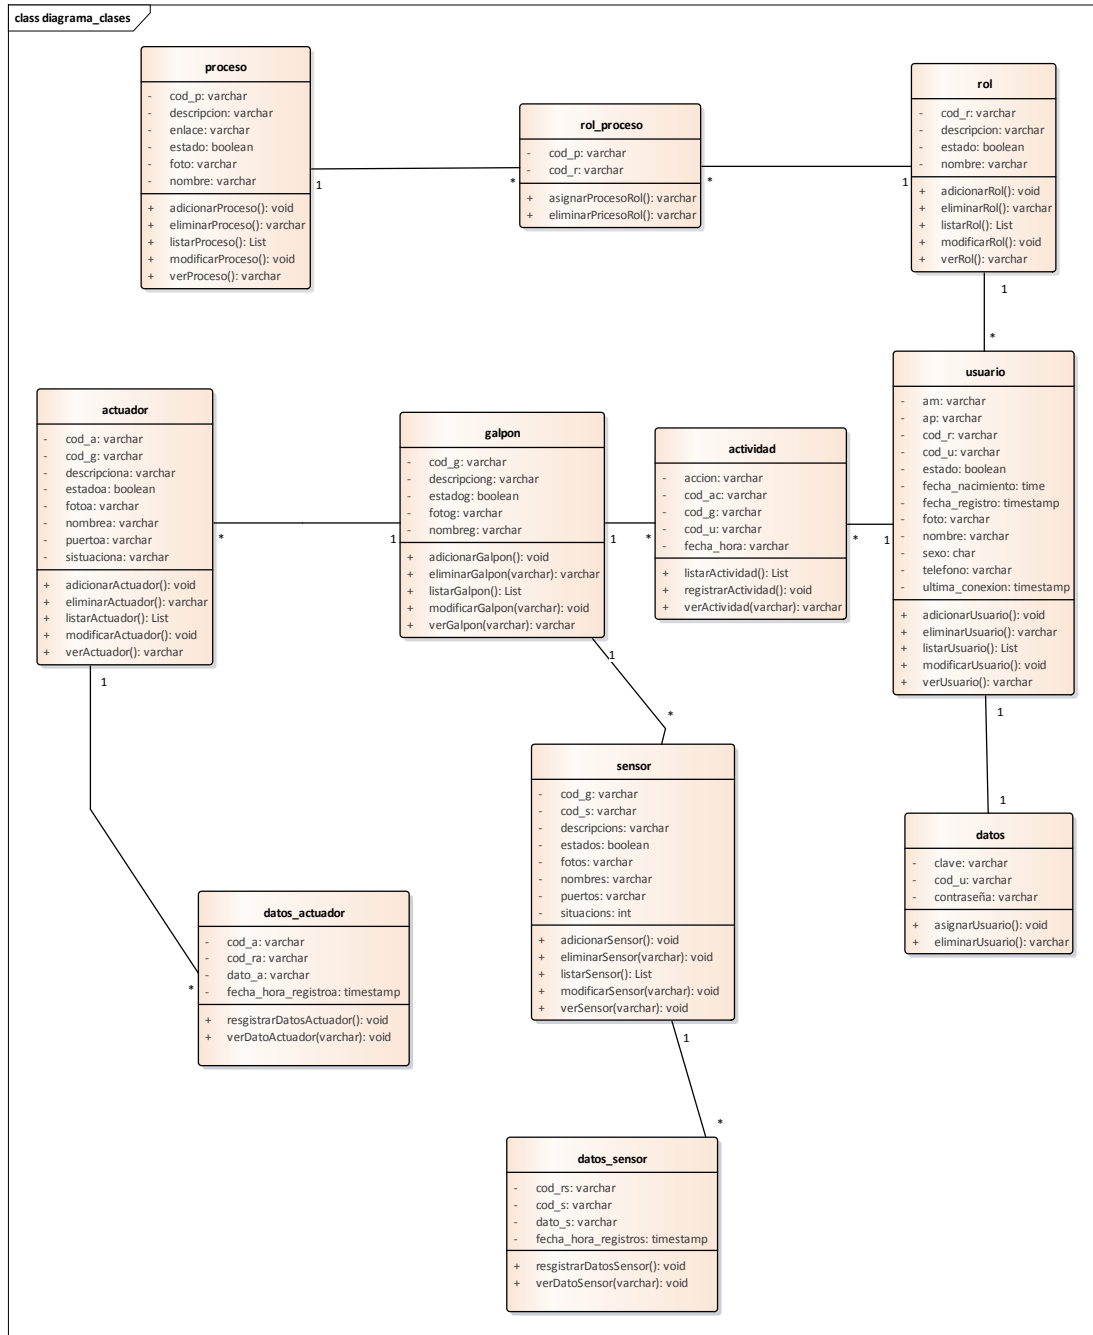 class diagrama_clases
proceso
- cod_p: varchar
- descripcion: varchar
- enlace: varchar
- estado: boolean
- foto: varchar
- nombre: varchar
+ adicionarProceso(): void
+ eliminarProceso(): varchar
+ listarProceso(): List
+ modificarProceso(): void
+ verProceso(): varchar
1
*
rol_proceso
- cod_p: varchar
- cod_r: varchar
+ asignarProcesoRol(): varchar
+ eliminarPricesoRol(): varchar
*
1
rol
- cod_r: varchar
- descripcion: varchar
- estado: boolean
- nombre: varchar
+ adicionarRol(): void
+ eliminarRol(): varchar
+ listarRol(): List
+ modificarRol(): void
+ verRol(): varchar
1
*
actuador
- cod_a: varchar
- cod_g: varchar
- descripciona: varchar
- estadoa: boolean
- fotoa: varchar
- nombrea: varchar
- puertoa: varchar
- sistuaciona: varchar
+ adicionarActuador(): void
+ eliminarActuador(): varchar
+ listarActuador(): List
+ modificarActuador(): void
+ verActuador(): varchar
*
1
galpon
- cod_g: varchar
- descripciong: varchar
- estadog: boolean
- fotog: varchar
- nombreg: varchar
+ adicionarGalpon(): void
+ eliminarGalpon(varchar): varchar
+ listarGalpon(): List
+ modificarGalpon(varchar): void
+ verGalpon(varchar): varchar
1
*
actividad
- accion: varchar
- cod_ac: varchar
- cod_g: varchar
- cod_u: varchar
- fecha_hora: varchar
+ listarActividad(): List
+ registrarActividad(): void
+ verActividad(varchar): varchar
*
1
usuario
- am: varchar
- ap: varchar
- cod_r: varchar
- cod_u: varchar
- estado: boolean
- fecha_nacimiento: time
- fecha_registro: timestamp
- foto: varchar
- nombre: varchar
- sexo: char
- telefono: varchar
- ultima_conexion: timestamp
+ adicionarUsuario(): void
+ eliminarUsuario(): varchar
+ listarUsuario(): List
+ modificarUsuario(): void
+ verUsuario(): varchar
1
1
1
*
1
*
sensor
- cod_g: varchar
- cod_s: varchar
- descripcions: varchar
- estados: boolean
- fotos: varchar
- nombres: varchar
- puertos: varchar
- situacions: int
+ adicionarSensor(): void
+ eliminarSensor(varchar): void
+ listarSensor(): List
+ modificarSensor(varchar): void
+ verSensor(varchar): void
datos
- clave: varchar
- cod_u: varchar
- contraseña: varchar
+ asignarUsuario(): void
+ eliminarUsuario(): varchar
datos_actuador
- cod_a: varchar
- cod_ra: varchar
- dato_a: varchar
- fecha_hora_registroa: timestamp
+ resgistrarDatosActuador(): void
+ verDatoActuador(varchar): void
*
1
*
datos_sensor
- cod_rs: varchar
- cod_s: varchar
- dato_s: varchar
- fecha_hora_registros: timestamp
+ resgistrarDatosSensor(): void
+ verDatoSensor(varchar): void